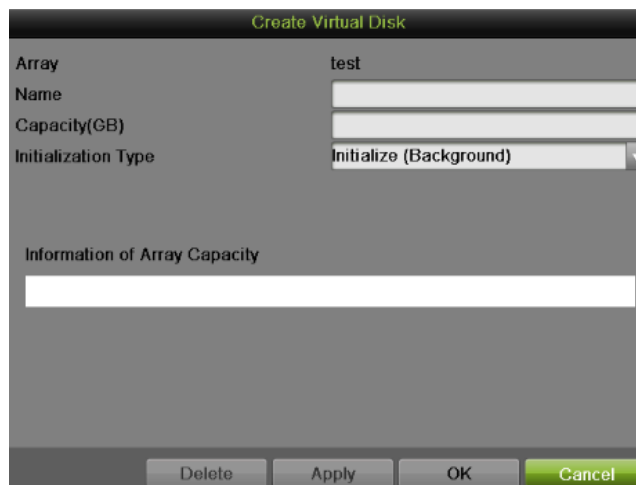 Create Virtual Disk
Array test
Name
Capacity(GB)
Initialization Type Initialize (Background)
Information of Array Capacity
Delete Apply OK Cancel